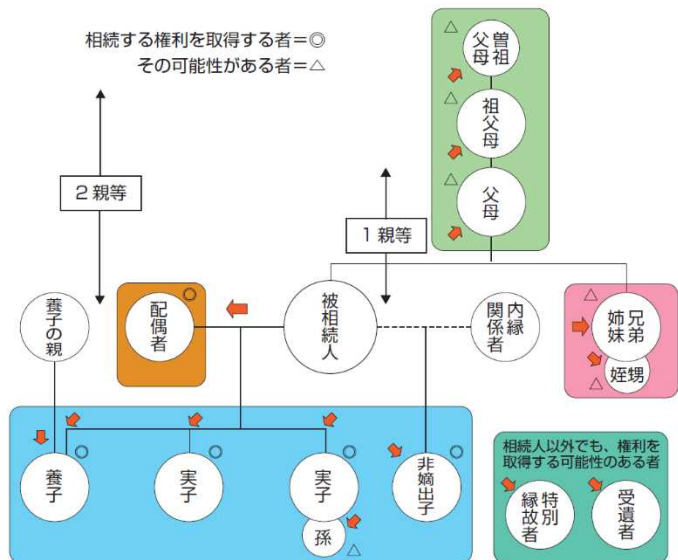 相続する権利を取得する者=◎
その可能性がある者=△
△
曽祖
父母
△
祖父母
△
父母
2親等
1親等
養子の親
◎
配偶者
被相続人
内縁
関係者
△
兄弟
姉妹
姪甥
△
◎
養子
◎
実子
◎
実子
孫
△
◎
非嫡出子
相続人以外でも、権利を
取得する可能性のある者
特別
縁故者
受遺者